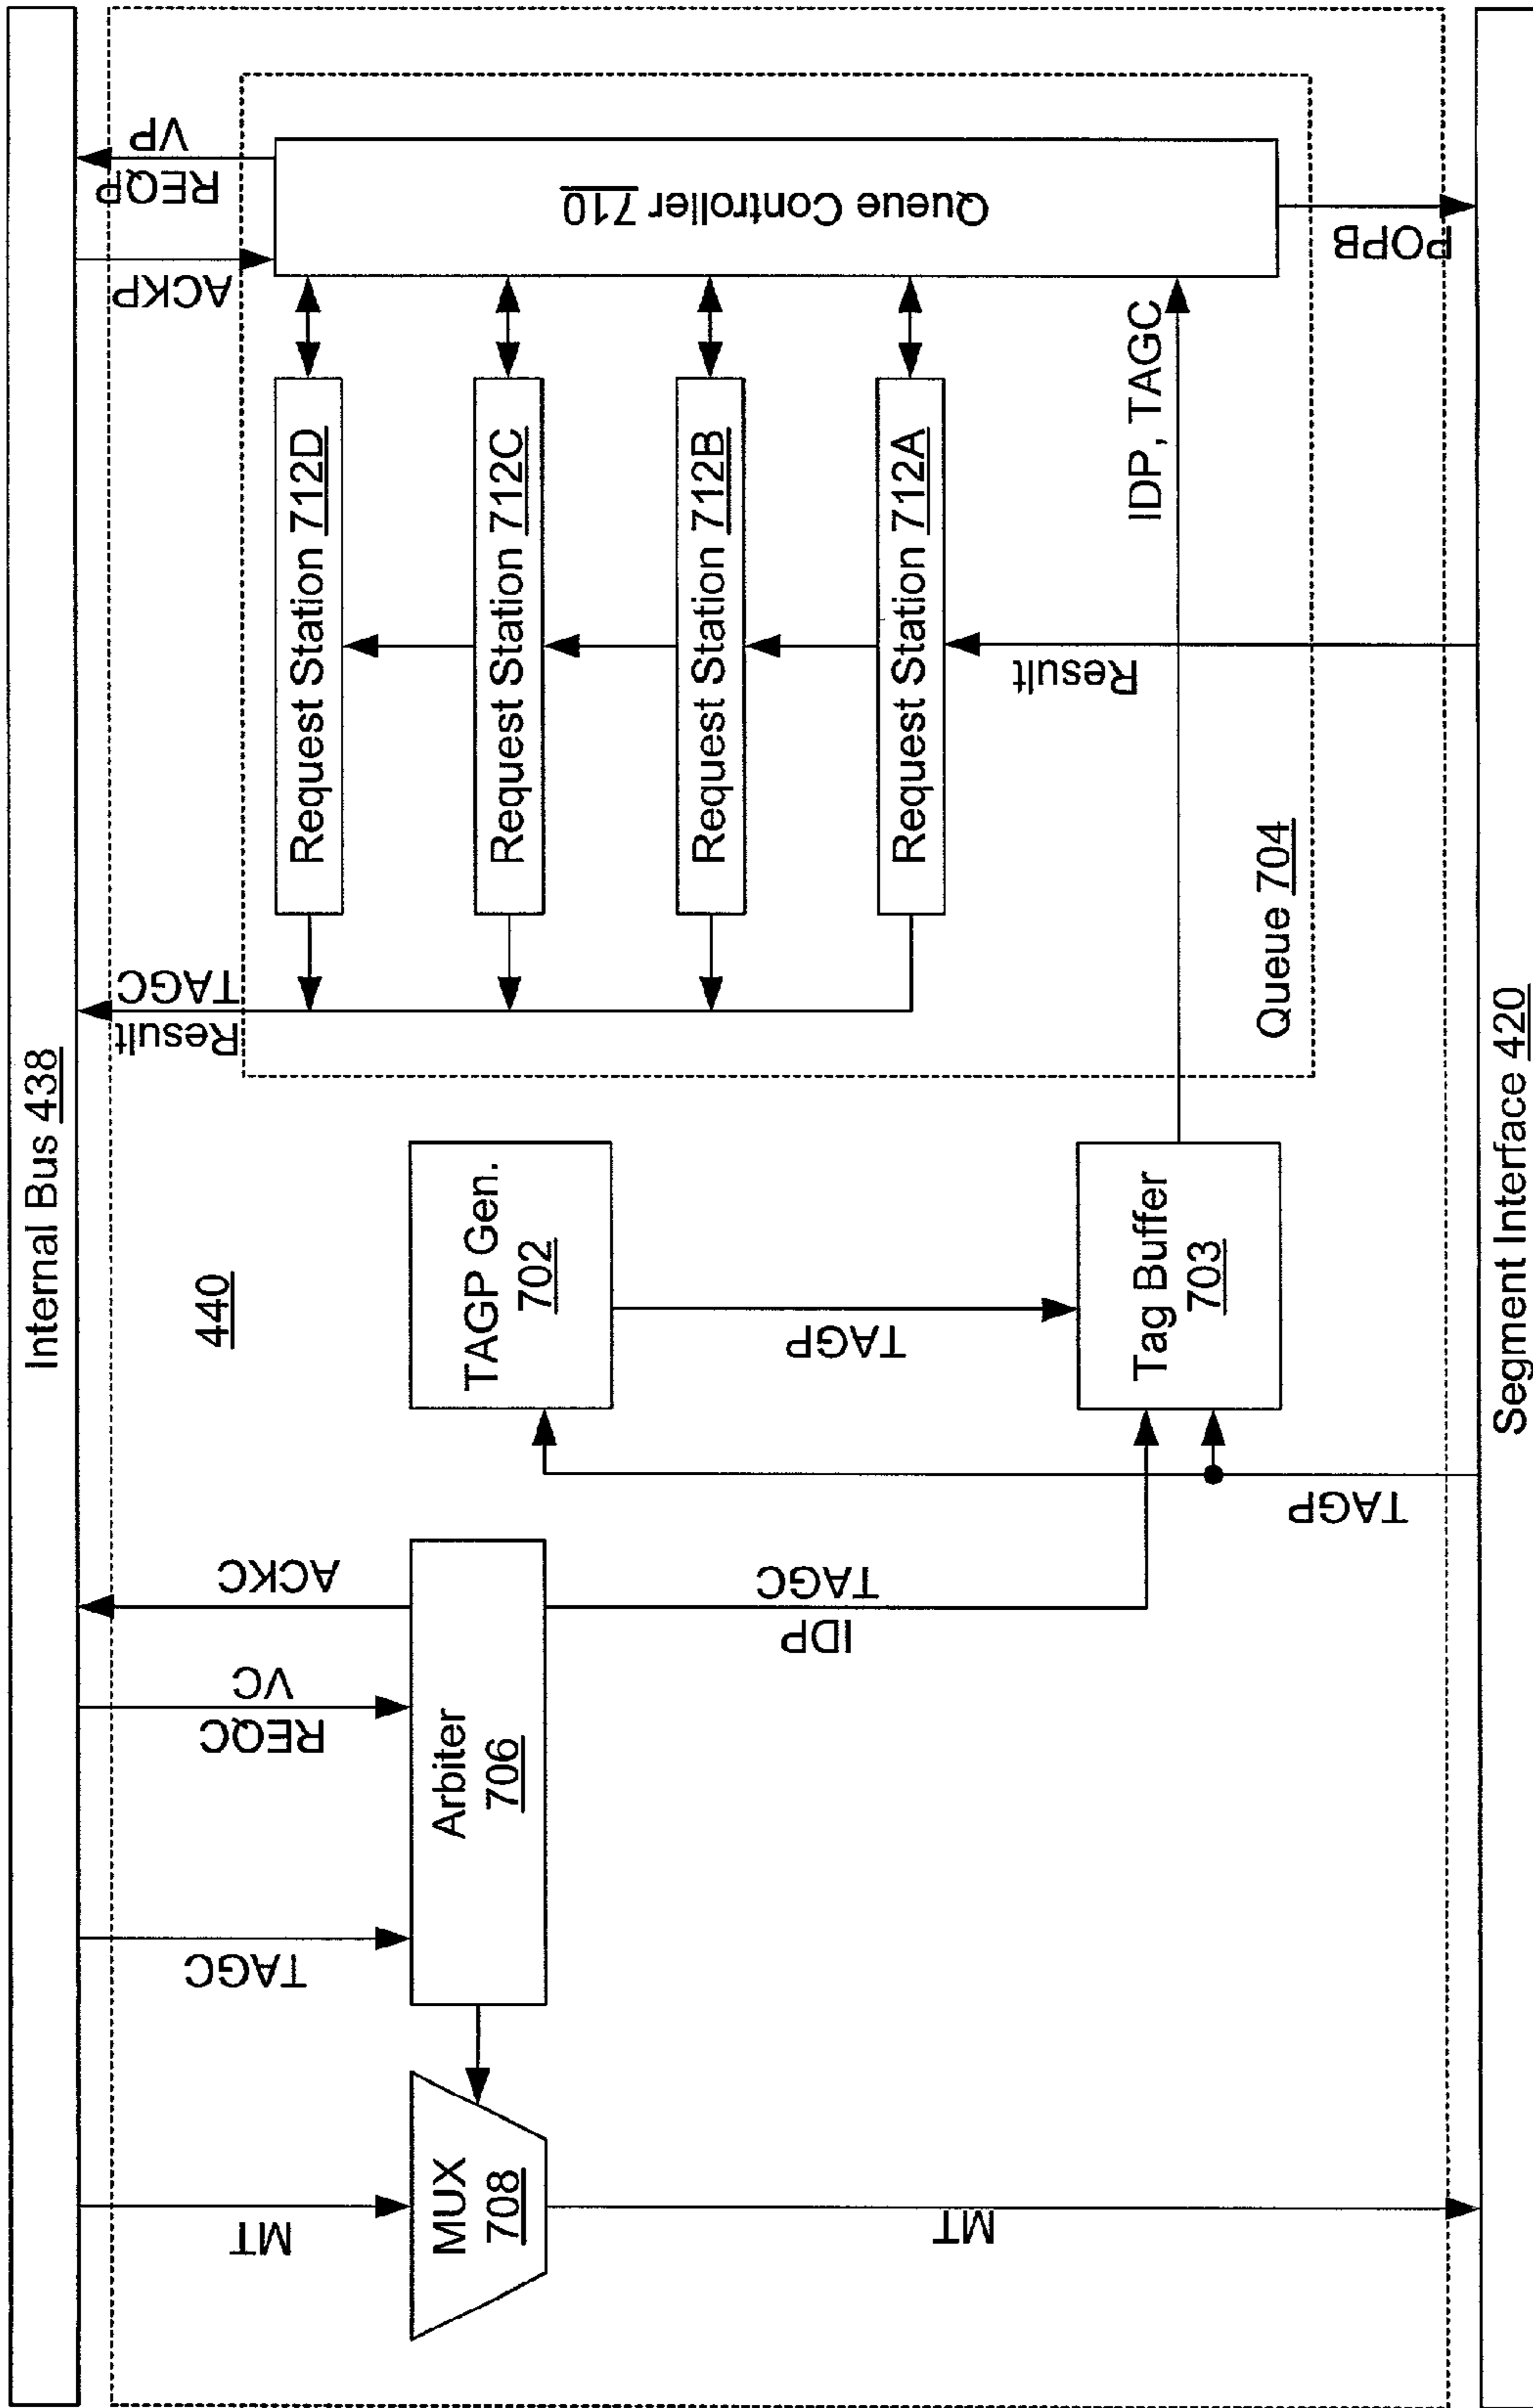 Internal Bus 438
440
MT
TAGC
REQC
VC
ACKC
Result
TAGC
ACKP
REQP
VP
MUX
708
Arbiter
706
TAGP Gen.
702
Request Station 712D
Request Station 712C
Request Station 712B
Request Station 712A
Queue Controller 710
MT
IDP
TAGC
TAGP
TAGP
Tag Buffer
703
Result
IDP, TAGC
Queue 704
POPB
Segment Interface 420